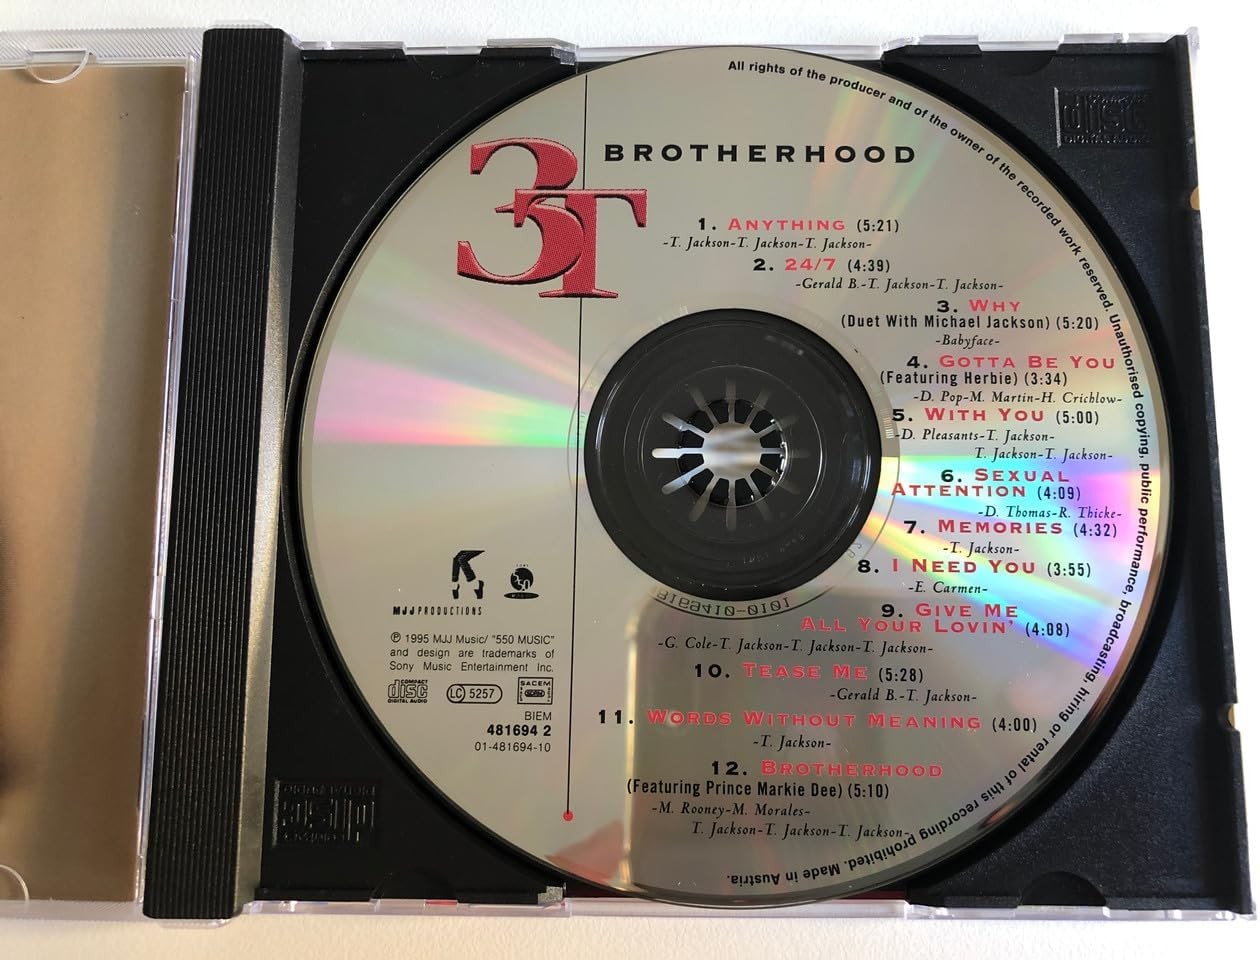 3T
BROTHERHOOD
1. ANYTHING (5:21)
-T. Jackson-T. Jackson-T. Jackson-
2. 24/7 (4:39)
-Gerald B.-T. Jackson-T. Jackson-
3. WHY
(Duet With Michael Jackson) (5:20)
-Babyface-
4. GOTTA BE YOU
(Featuring Herbie) (3:34)
-D. Pop-M. Martin-H. Crichlow-
5. WITH YOU (5:00)
-D. Pleasants-T. Jackson-
T. Jackson-T. Jackson-
6. SEXUAL
ATTENTION (4:09)
-D. Thomas-R. Thicke-
7. MEMORIES (4:32)
-T. Jackson-
8. I NEED YOU (3:55)
-E. Carmen-
9. GIVE ME
ALL YOUR LOVIN' (4:08)
-G. Cole-T. Jackson-T. Jackson-T. Jackson-
10. TEASE ME (5:28)
-Gerald B.-T. Jackson-
11. WORDS WITHOUT MEANING (4:00)
-T. Jackson-
12. BROTHERHOOD
(Featuring Prince Markie Dee) (5:10)
-M. Rooney-M. Morales-
T. Jackson-T. Jackson-T. Jackson-
MJJ PRODUCTIONS
550
℗ 1995 MJJ Music/ "550 MUSIC"
and design are trademarks of
Sony Music Entertainment Inc.
COMPACT
disc
DIGITAL AUDIO
LC 5257
SACEM
BIEM
481694 2
01-481694-10
All rights of the producer and of the owner of the recorded work reserved. Unauthorised copying, public performance, broadcasting, hiring or rental of this recording prohibited. Made in Austria.
disc
DIGITAL AUDIO
disc